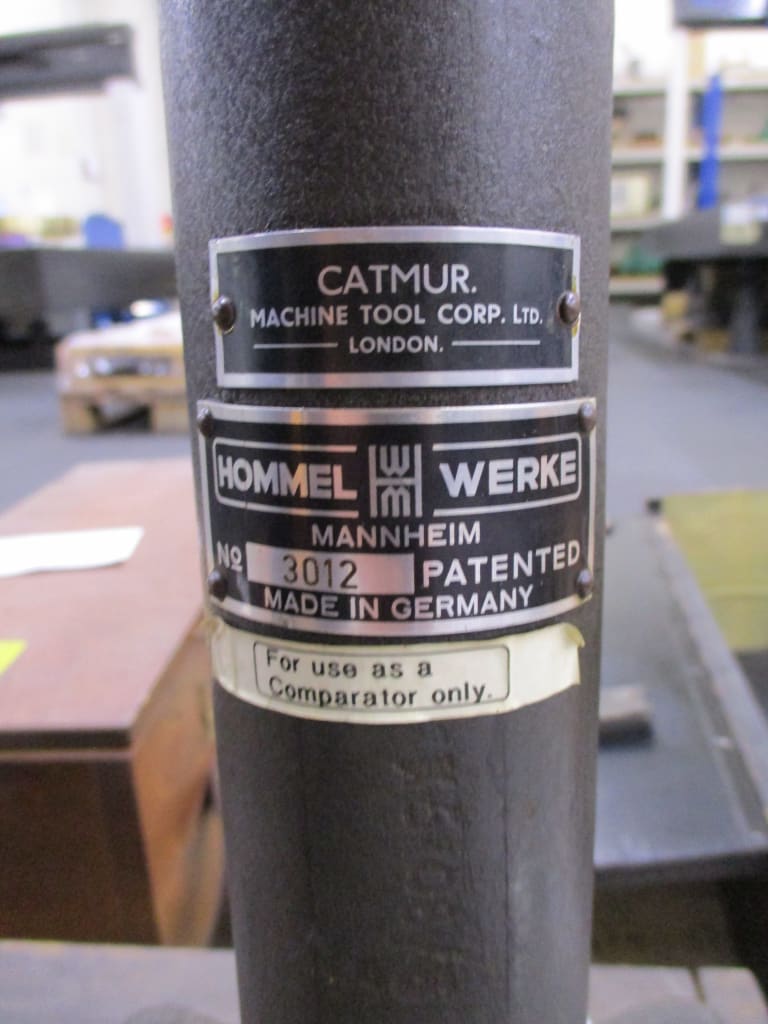 CATMUR.
MACHINE TOOL CORP. LTD.
LONDON.
HOMMEL HWM WERKE
MANNHEIM
No 3012 PATENTED
MADE IN GERMANY
For use as a
Comparator only.